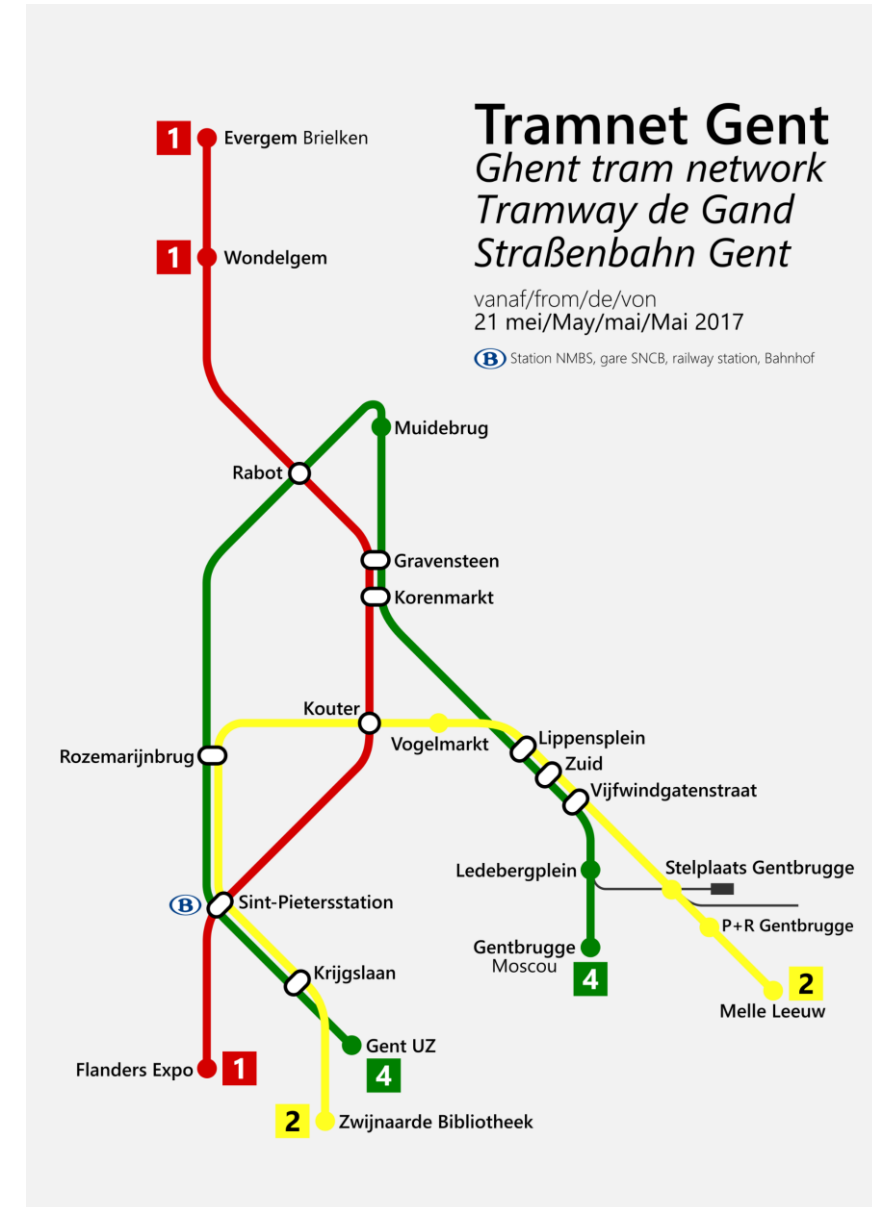 Tramnet Gent
Ghent tram network
Tramway de Gand
Straßenbahn Gent
vanaf/from/de/von
21 mei/May/mai/Mai 2017
B Station NMBS, gare SNCB, railway station, Bahnhof
1 Evergem Brielken
1 Wondelgem
Muidebrug
Rabot
Gravensteen
Korenmarkt
Kouter
Vogelmarkt
Lippensplein
Rozemarijnbrug
Zuid
Vijfwindgatenstraat
Ledebergplein
Stelplaats Gentbrugge
B Sint-Pietersstation
P+R Gentbrugge
Gentbrugge
Moscou
4
Krijgslaan
2
Melle Leeuw
Gent UZ
4
Flanders Expo 1
2 Zwijnaarde Bibliotheek